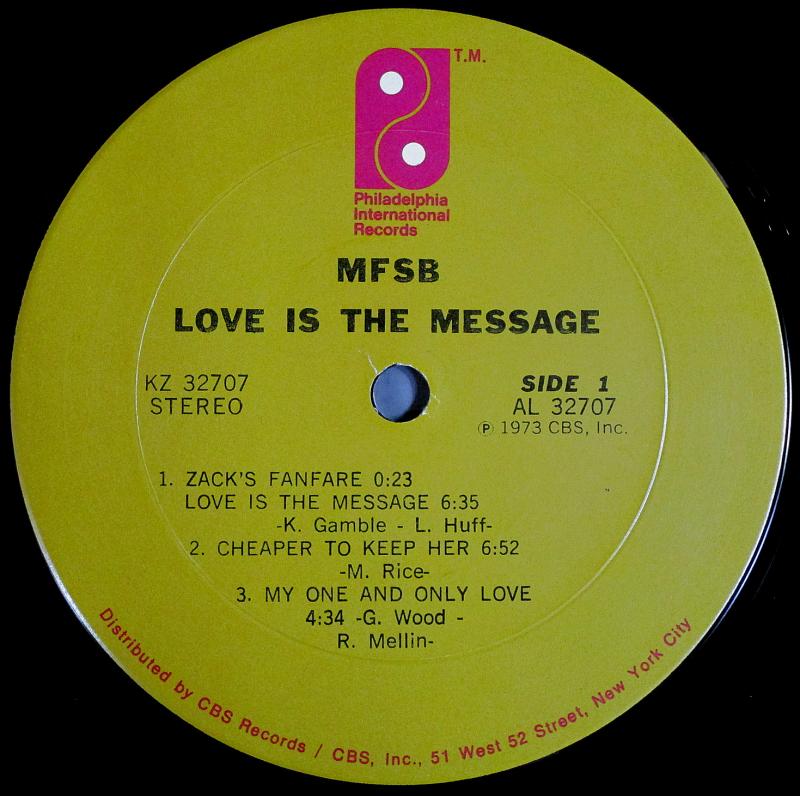 T.M.
Philadelphia
International
Records
MFSB
LOVE IS THE MESSAGE
KZ 32707
STEREO
SIDE 1
AL 32707
Ⓟ 1973 CBS, Inc.
1. ZACK'S FANFARE 0:23
LOVE IS THE MESSAGE 6:35
-K. Gamble - L. Huff-
2. CHEAPER TO KEEP HER 6:52
-M. Rice-
3. MY ONE AND ONLY LOVE
4:34 -G. Wood -
R. Mellin-
Distributed by CBS Records / CBS, Inc., 51 West 52 Street, New York City